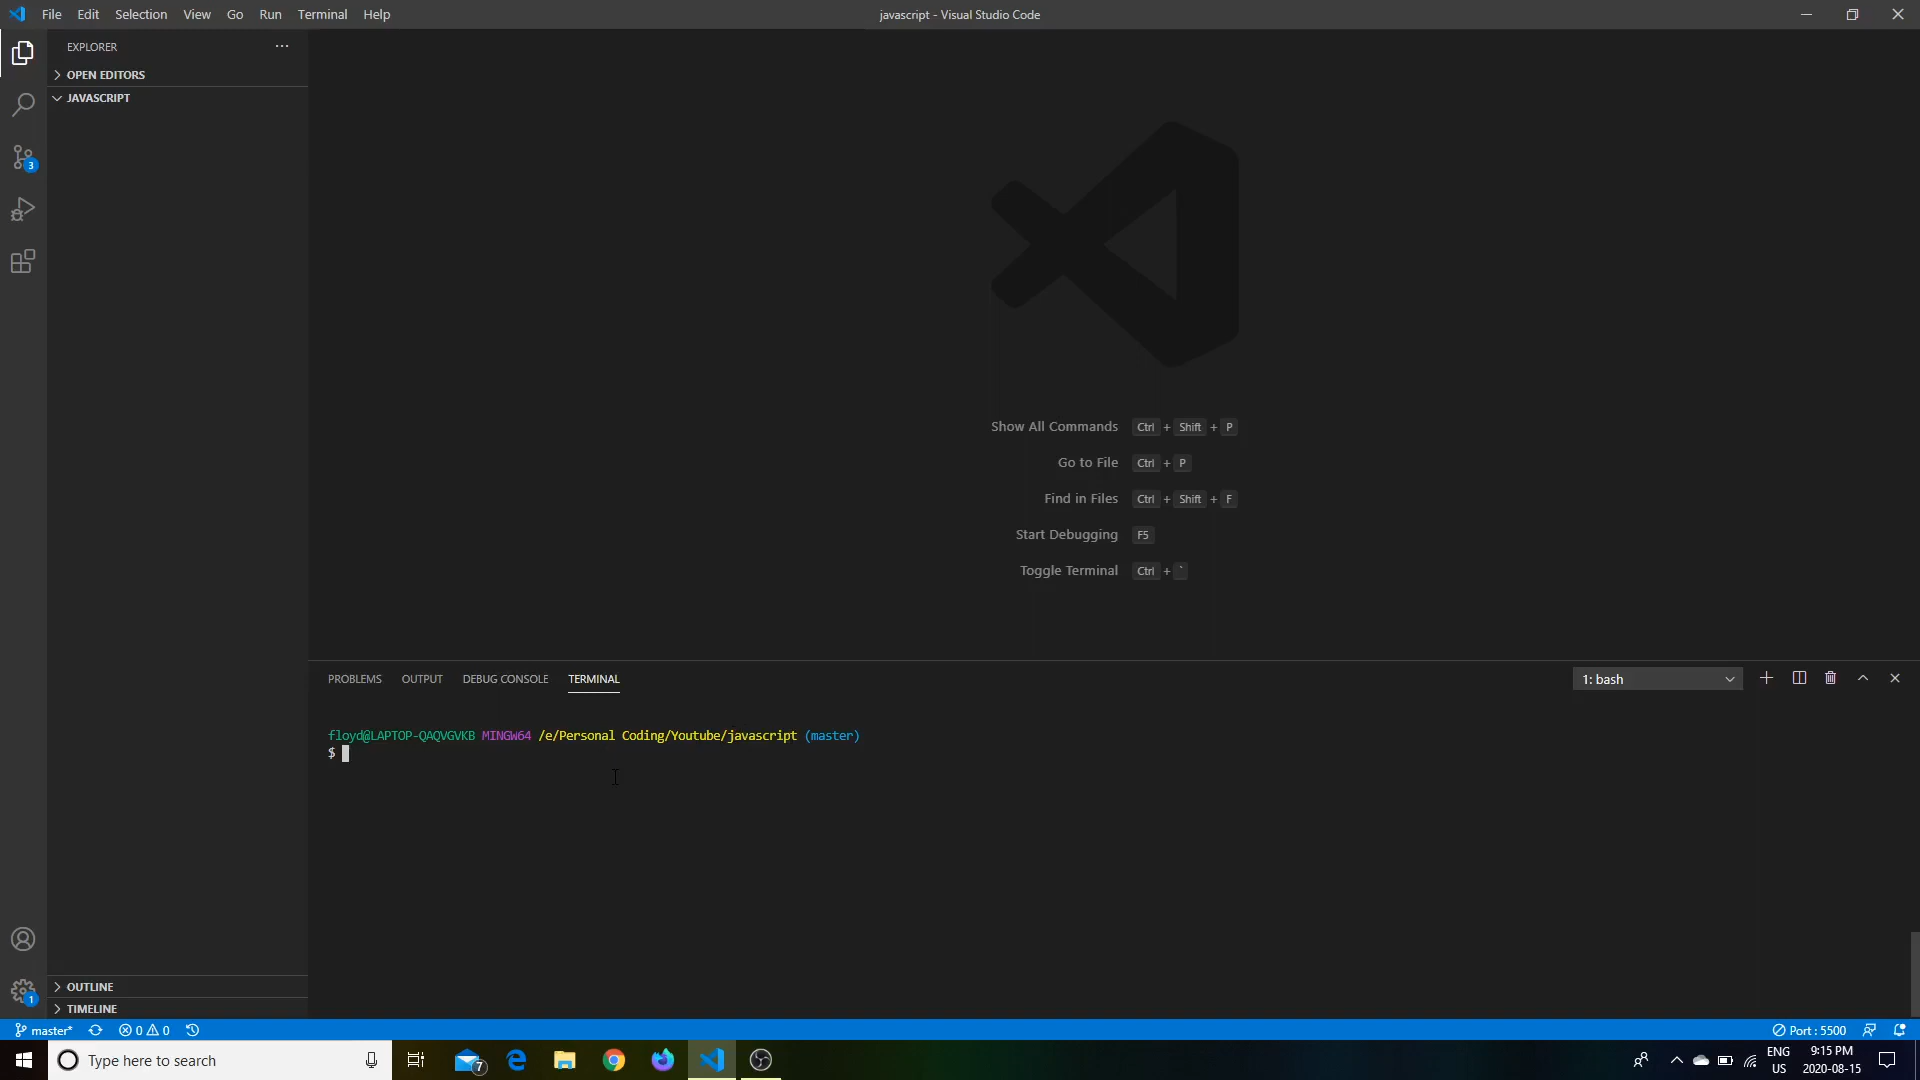 File Edit Selection View Go Run Terminal Help
javascript - Visual Studio Code
EXPLORER
OPEN EDITORS
JAVASCRIPT
3
Show All Commands Ctrl + Shift + P
Go to File Ctrl + P
Find in Files Ctrl + Shift + F
Start Debugging F5
Toggle Terminal Ctrl + `
PROBLEMS OUTPUT DEBUG CONSOLE TERMINAL
1: bash
floyd@LAPTOP-QAQVGVKB MINGW64 /e/Personal Coding/Youtube/javascript (master)
$
1
OUTLINE
TIMELINE
master* 0 0 Port : 5500
Type here to search
7
ENG
US
9:15 PM
2020-08-15